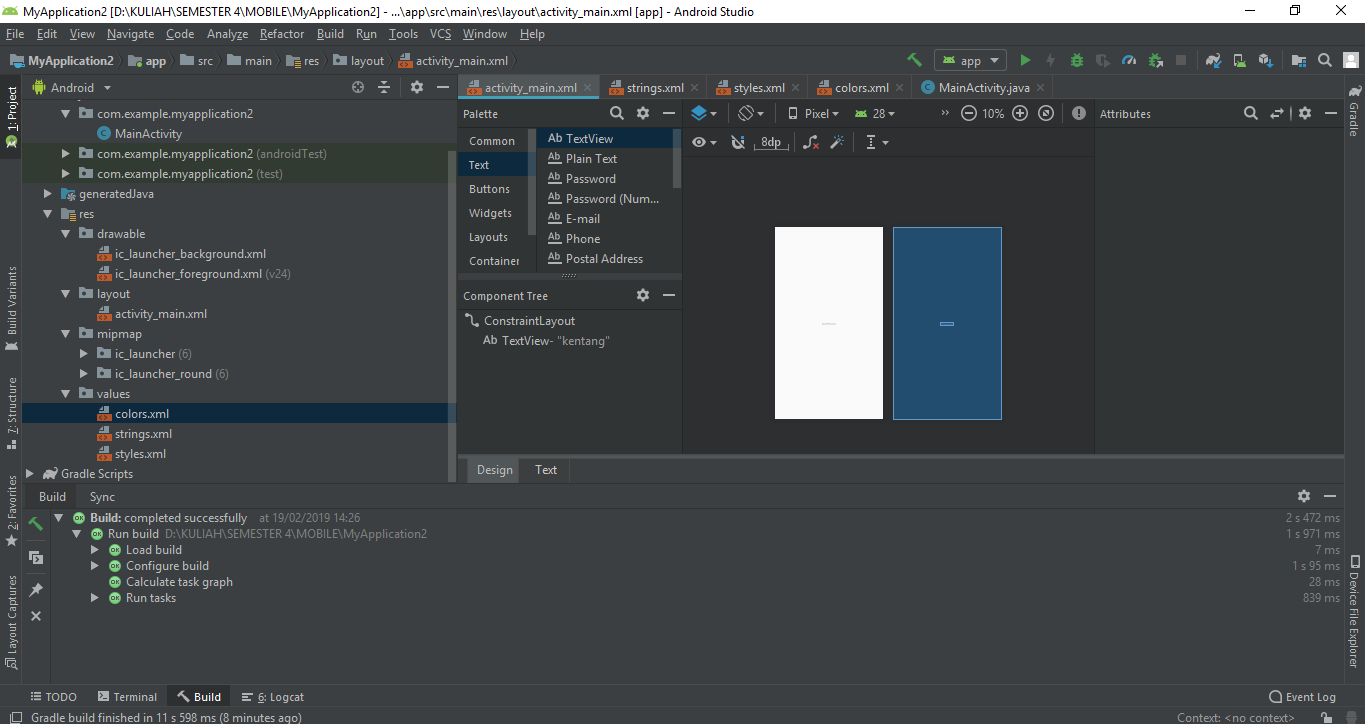 MyApplication2 [D:\KULIAH\SEMESTER 4\MOBILE\MyApplication2] - ...\app\src\main\res\layout\activity_main.xml [app] - Android Studio
File Edit View Navigate Code Analyze Refactor Build Run Tools VCS Window Help
MyApplication2 app src main res layout activity_main.xml
app
1: Project
Build Variants
7: Structure
2: Favorites
Layout Captures
Android
com.example.myapplication2
MainActivity
com.example.myapplication2 (androidTest)
com.example.myapplication2 (test)
generatedJava
res
drawable
ic_launcher_background.xml
ic_launcher_foreground.xml (v24)
layout
activity_main.xml
mipmap
ic_launcher (6)
ic_launcher_round (6)
values
colors.xml
strings.xml
styles.xml
Gradle Scripts
activity_main.xml strings.xml styles.xml colors.xml MainActivity.java
Palette
Common
Text
Buttons
Widgets
Layouts
Container
Ab TextView
Ab Plain Text
Ab Password
Ab Password (Num...
Ab E-mail
Ab Phone
Ab Postal Address
Component Tree
ConstraintLayout
Ab TextView- "kentang"
Pixel 28 » 10%
8dp
Attributes
Design Text
Gradle
Device File Explorer
Build Sync
Build: completed successfully at 19/02/2019 14:26 2 s 472 ms
Run build D:\KULIAH\SEMESTER 4\MOBILE\MyApplication2 1 s 971 ms
Load build 7 ms
Configure build 1 s 95 ms
Calculate task graph 28 ms
Run tasks 839 ms
TODO Terminal Build 6: Logcat Event Log
Gradle build finished in 11 s 598 ms (8 minutes ago) Context: <no context>